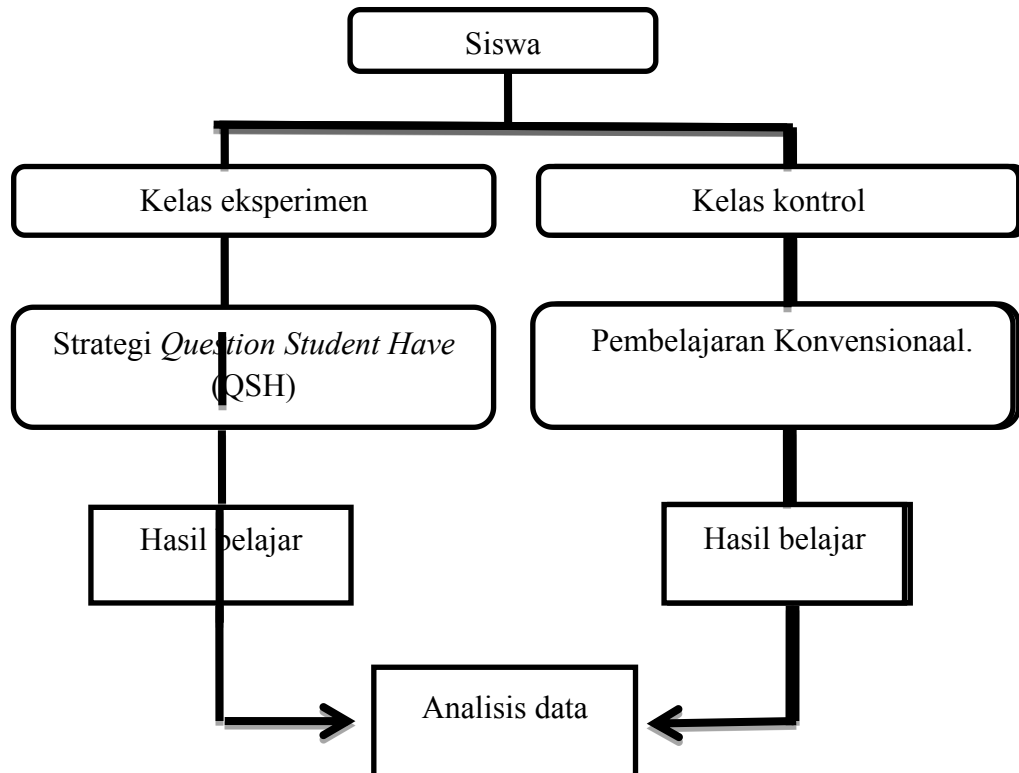 Siswa
Kelas eksperimen
Kelas kontrol
Strategi Question Student Have
(QSH)
Pembelajaran Konvensionaal.
Hasil belajar
Hasil belajar
Analisis data